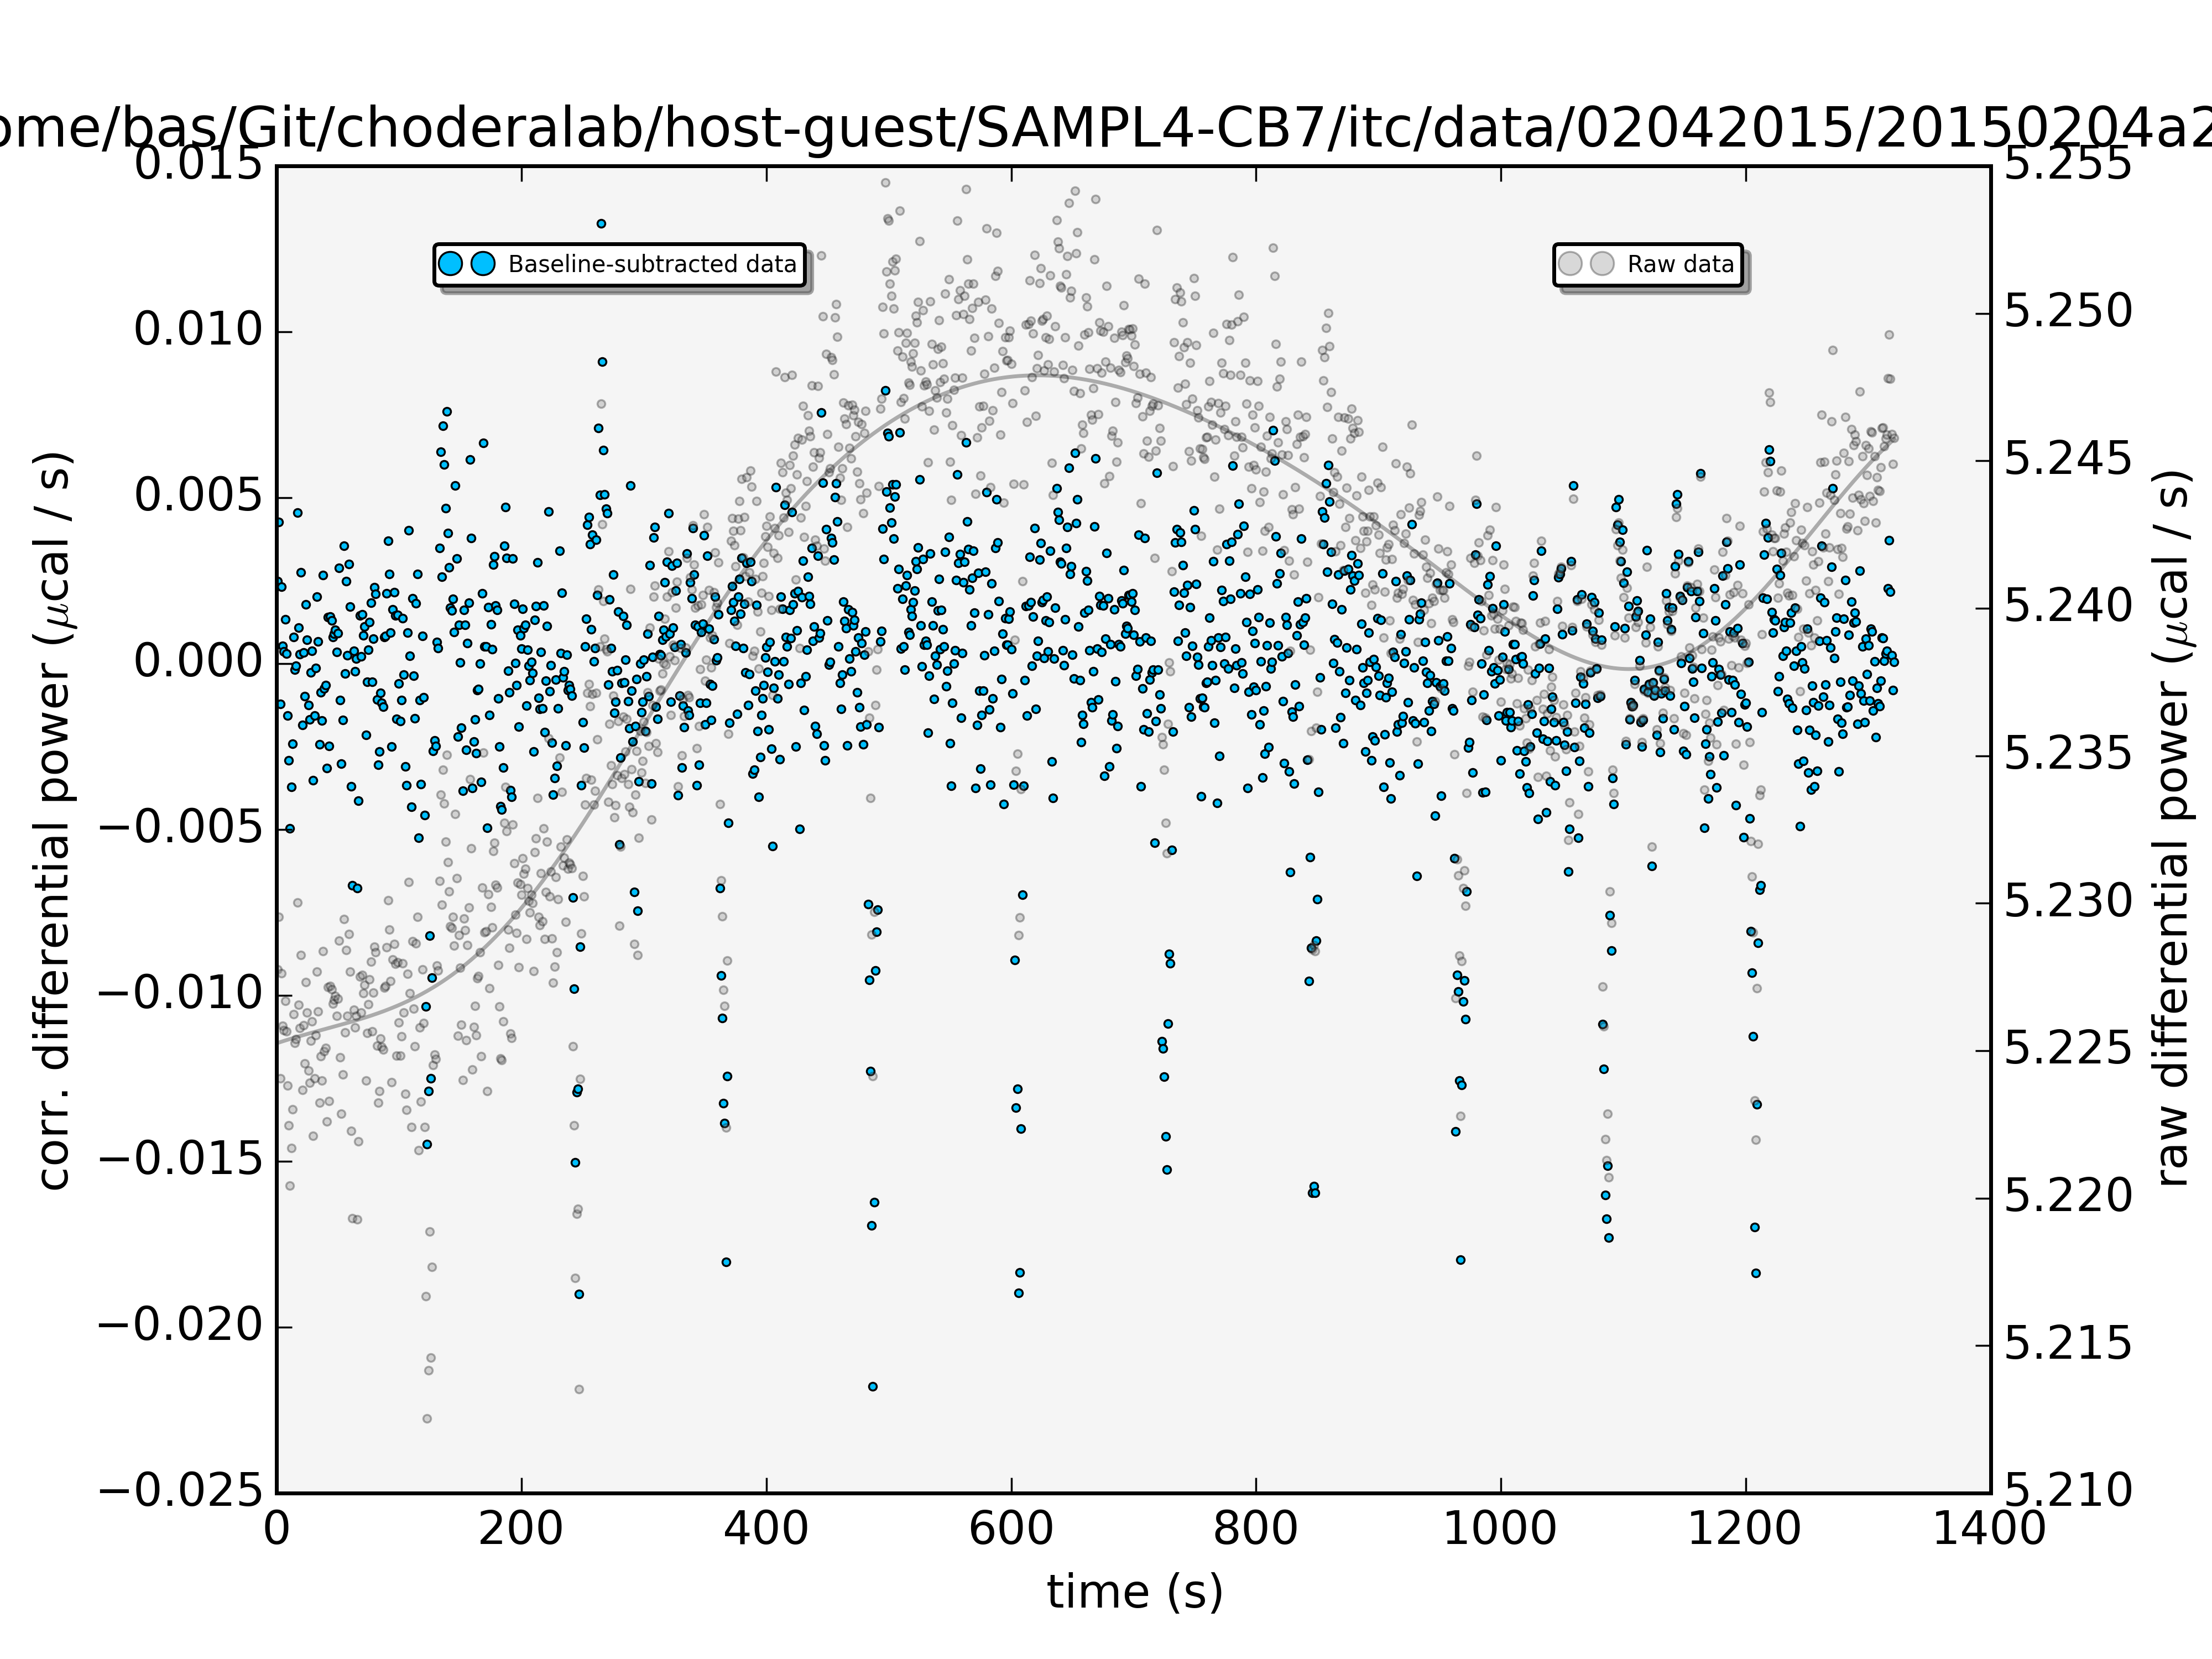 ome/bas/Git/choderalab/host-guest/SAMPL4-CB7/itc/data/02042015/20150204a2
Baseline-subtracted data
Raw data
corr. differential power (μcal / s)
0.015
0.010
0.005
0.000
−0.005
−0.010
−0.015
−0.020
−0.025
5.255
5.250
5.245
5.240
5.235
5.230
5.225
5.220
5.215
5.210
raw differential power (μcal / s)
0 200 400 600 800 1000 1200 1400
time (s)